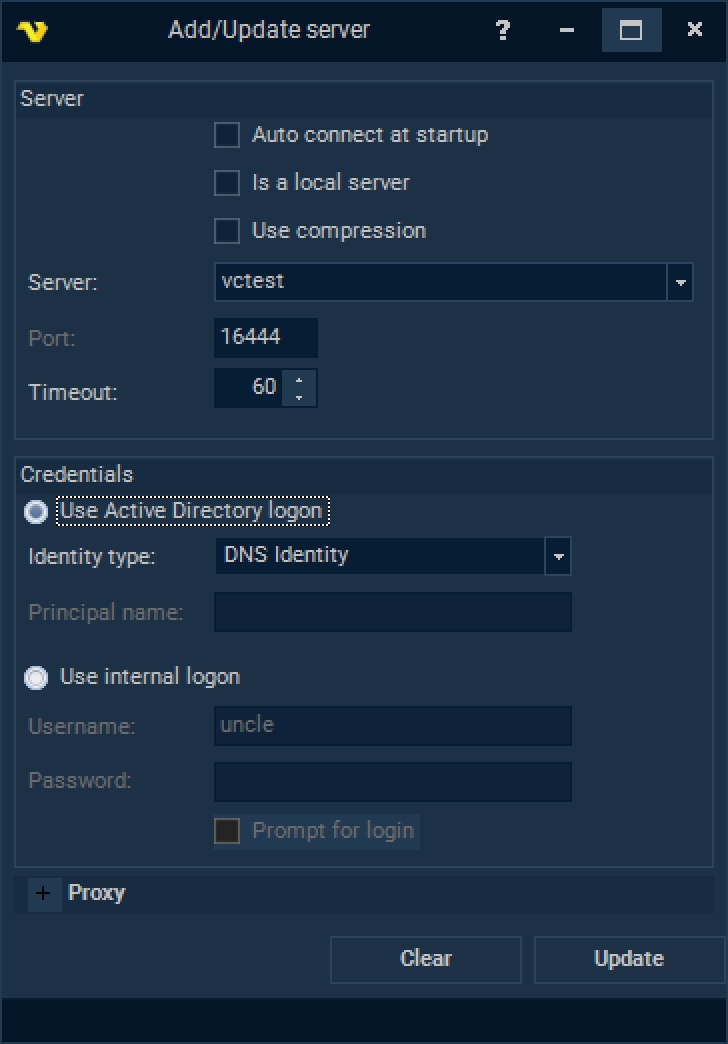 Add/Update server ?
Server
Auto connect at startup
Is a local server
Use compression
Server: vctest
Port: 16444
Timeout: 60
Credentials
Use Active Directory logon
Identity type: DNS Identity
Principal name:
Use internal logon
Username: uncle
Password:
Prompt for login
+ Proxy
Clear Update